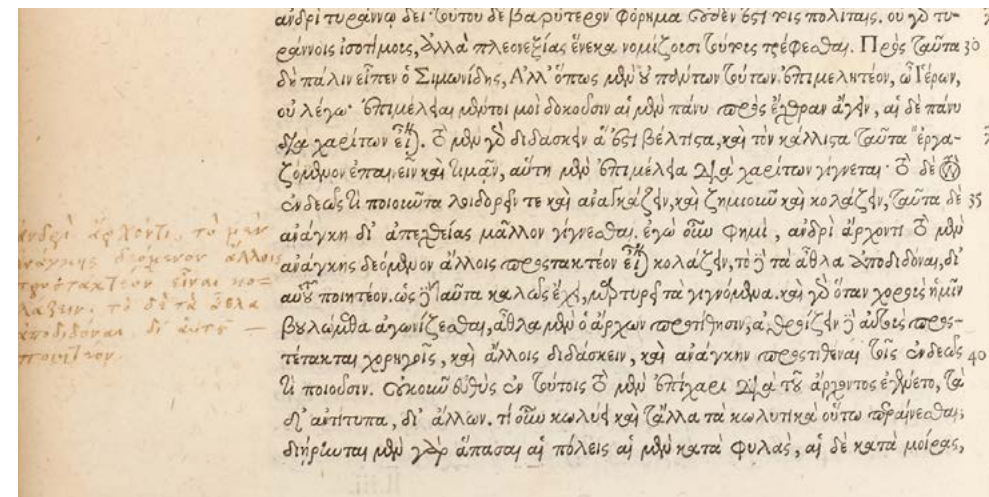 ἀνδρὶ τυράννῳ δεῖ. τούτου δὲ βαρύτερον φόρημα οὐδέν ἐστι τοῖς πολίταις. οὐ γὰρ τυ-
ράννοις ἰσοτίμοις, ἀλλὰ πλεονεξίας ἕνεκα νομίζουσι τούτους τρέφεσθαι. Πρὸς ταῦτα 30
δὴ πάλιν εἶπεν ὁ Σιμωνίδης, Ἀλλ' ὅπως μὲν οὐ πάντων τούτων ἐπιμελητέον, ὦ Ἱέρων,
οὐ λέγω· ἐπιμέλειαι μέντοι μοὶ δοκοῦσιν αἱ μὲν πάνυ πρὸς ἔχθραν ἄγειν, αἱ δὲ πάνυ
διὰ χαρίτων εἶναι. τὸ μὲν γὰρ διδάσκειν ἅ ἐστι βέλτιστα, καὶ τὸν κάλλιστα ταῦτα ἐργα-
ζόμενον ἐπαινεῖν καὶ τιμᾶν, αὕτη μὲν ἐπιμέλεια διὰ χαρίτων γίγνεται· τὸ δὲ τὸν
ἐνδεῶς τι ποιοῦντα λοιδορεῖν τε καὶ ἀναγκάζειν, καὶ ζημιοῦν καὶ κολάζειν, ταῦτα δὲ 35
ἀνάγκη δι' ἀπεχθείας μᾶλλον γίγνεσθαι. ἐγὼ οὖν φημὶ, ἀνδρὶ ἄρχοντι τὸ μὲν
ἀνάγκης δεόμενον ἄλλοις προςτακτέον εἶναι κολάζειν, τὸ δὲ τὰ ἆθλα ἀποδιδόναι, δι'
αὑτοῦ ποιητέον. ὡς δὲ ταῦτα καλῶς ἔχει, μαρτυρεῖ τὰ γιγνόμενα. καὶ γὰρ ὅταν χοροὺς ἡμῖν
βουλώμεθα ἀγωνίζεσθαι, ἆθλα μὲν ὁ ἄρχων προτίθησιν, ἀθροίζειν δὲ αὐτοὺς προς-
τέτακται χορηγοῖς, καὶ ἄλλοις διδάσκειν, καὶ ἀνάγκην προςτιθέναι τοῖς ἐνδεῶς 40
τι ποιοῦσιν. οὐκοῦν εὐθὺς ἐν τούτοις τὸ μὲν ἐπίχαρι διὰ τοῦ ἄρχοντος ἐγένετο, τὰ
δ' ἀντίτυπα, δι' ἄλλων. τί οὖν κωλύει καὶ τἄλλα τὰ κωλυτικὰ οὕτω περαίνεσθαι;
διῄρηνται μὲν γὰρ ἅπασαι αἱ πόλεις αἱ μὲν κατὰ φυλὰς, αἱ δὲ κατὰ μοίρας,
ἀνδρὶ ἄρχοντι, τὸ μὲν
ἀνάγκης δεόμενον ἄλλοις
προςτακτέον εἶναι κο-
λάζειν. τὸ δὲ τὰ ἆθλα
ἀποδιδόναι δι' αὑτοῦ —
ποιητέον.